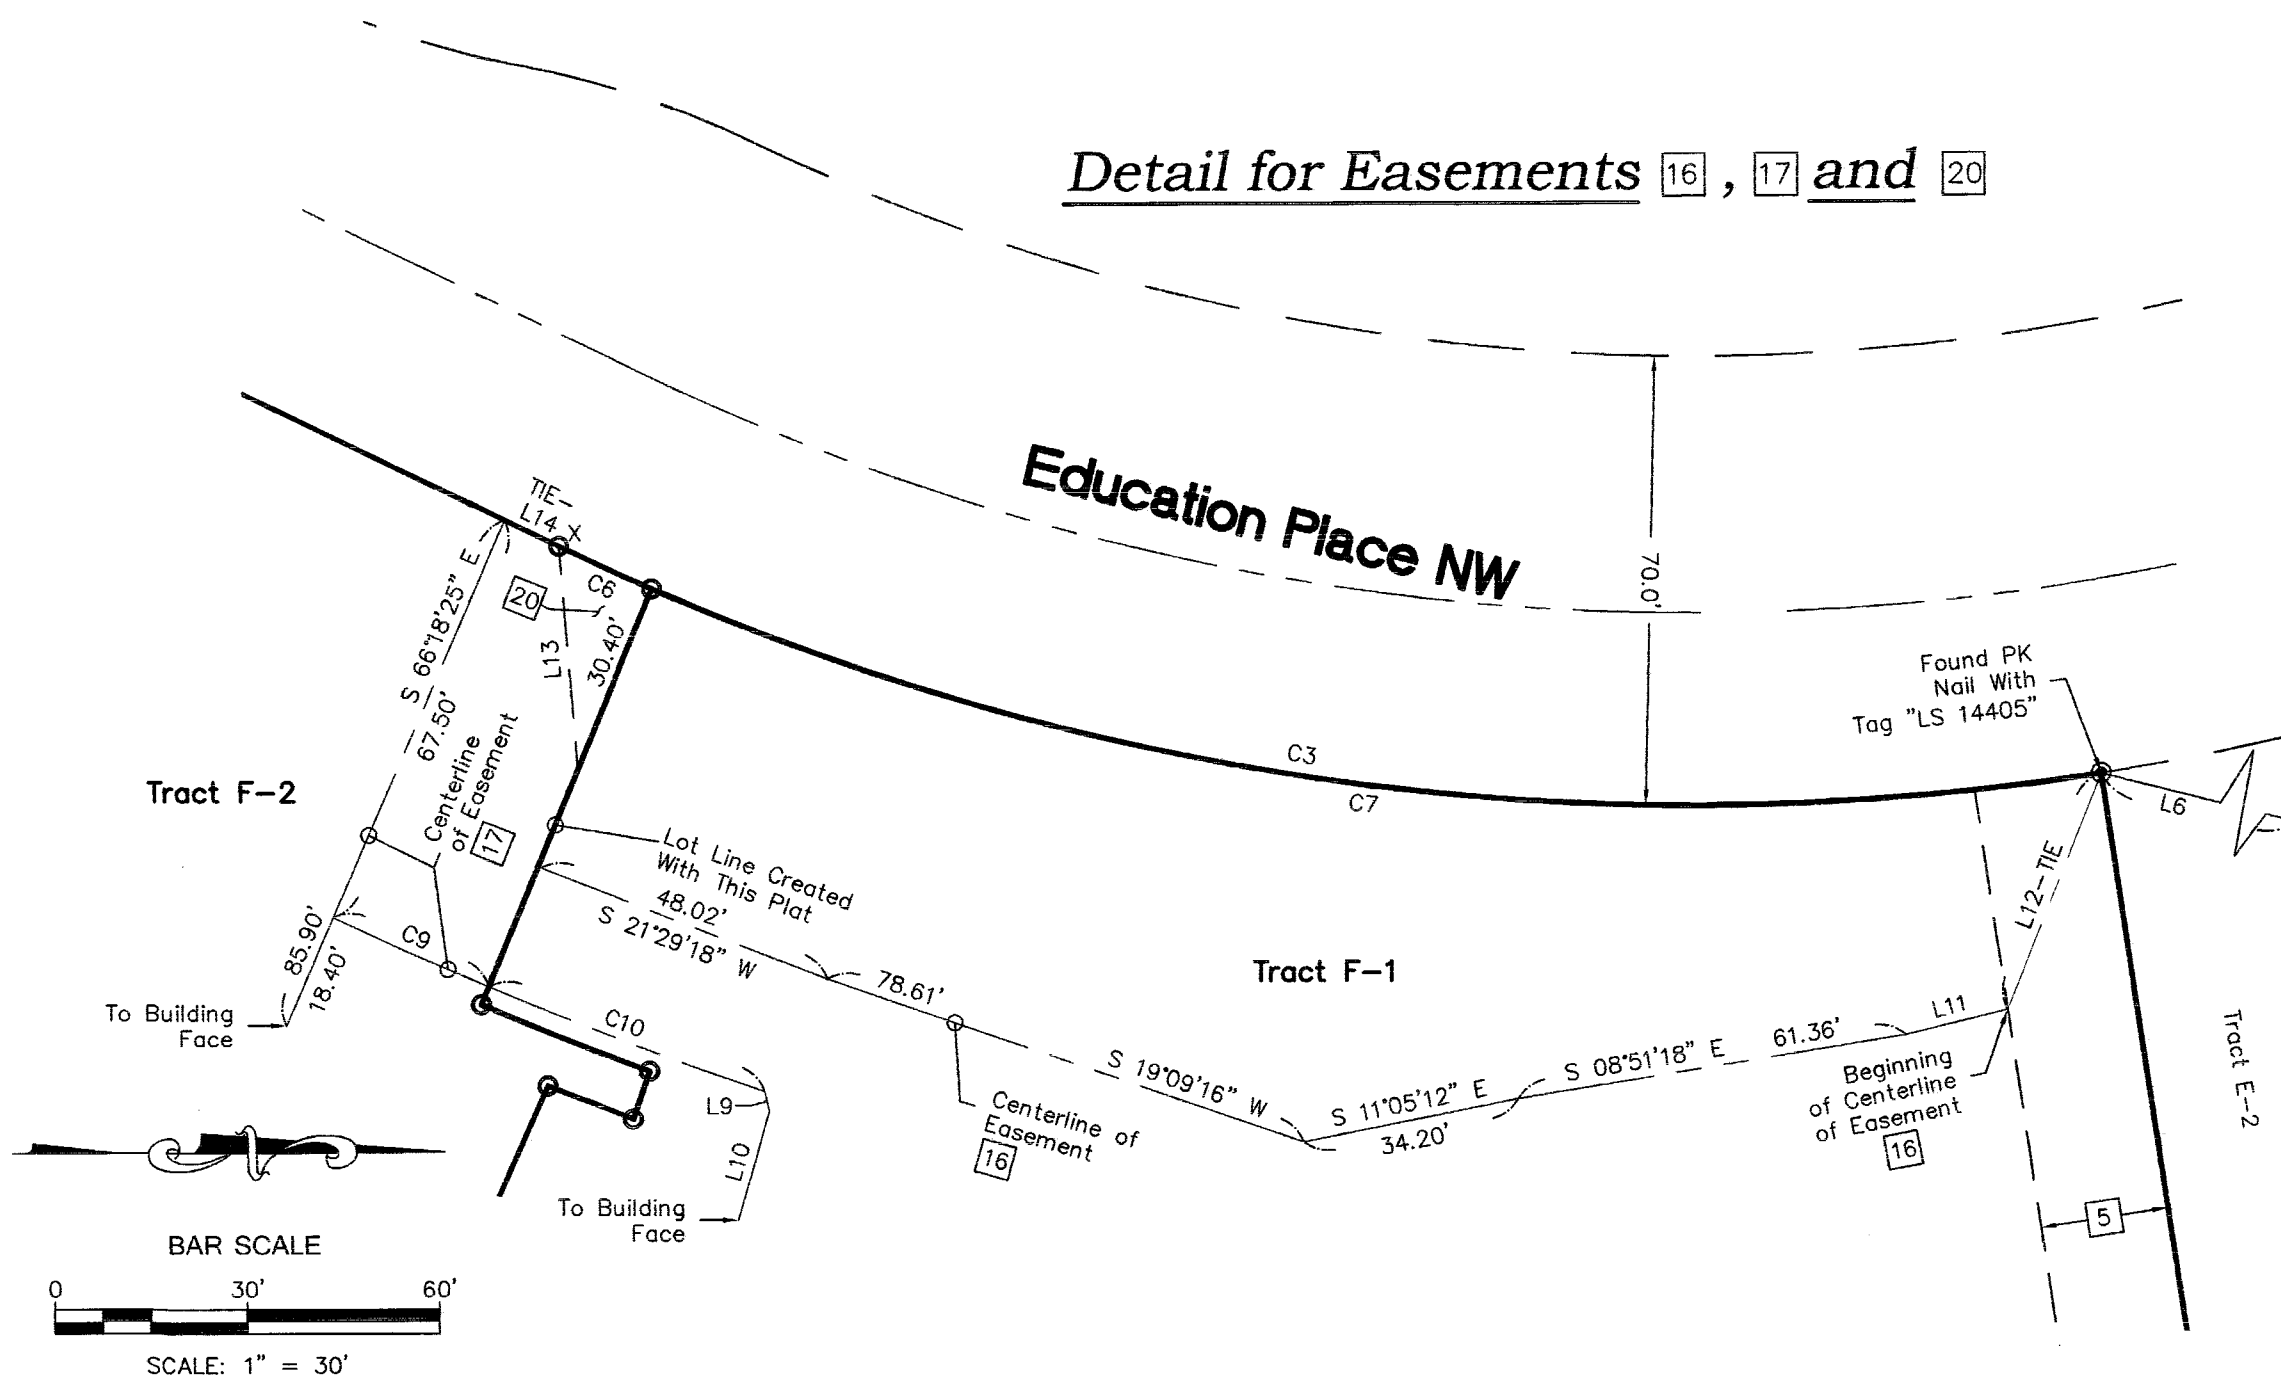 Detail for Easements 16 , 17 and 20
Education Place NW
70.0'
TIE-
L14
X
C6
20
L13
30.40'
S 66°18'25" E
67.50'
Centerline
of Easement
17
Tract F-2
C9
85.90'
18.40'
To Building
Face
Lot Line Created
With This Plat
48.02'
S 21°29'18" W
78.61'
C10
L9
L10
To Building
Face
Centerline of
Easement
16
C3
C7
Tract F-1
S 19°09'16" W
S 11°05'12" E
34.20'
S 08°51'18" E
61.36'
L11
L12-TIE
Found PK
Nail With
Tag "LS 14405"
L6
Beginning
of Centerline
of Easement
16
Tract E-2
5
BAR SCALE
0 30' 60'
SCALE: 1" = 30'